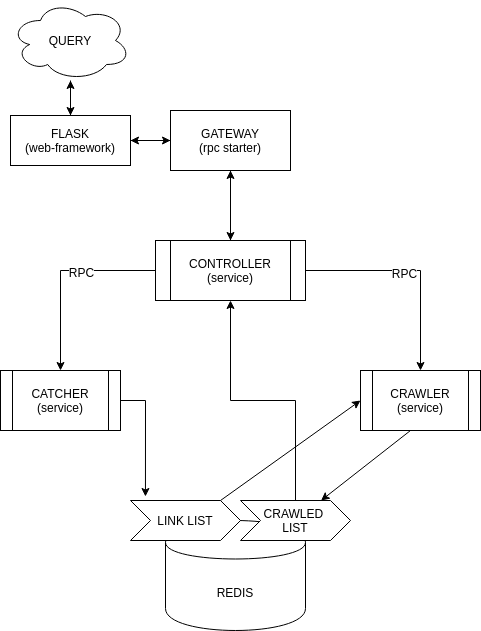 QUERY
FLASK
(web-framework)
GATEWAY
(rpc starter)
CONTROLLER
(service)
RPC
RPC
CATCHER
(service)
CRAWLER
(service)
LINK LIST
CRAWLED
LIST
REDIS